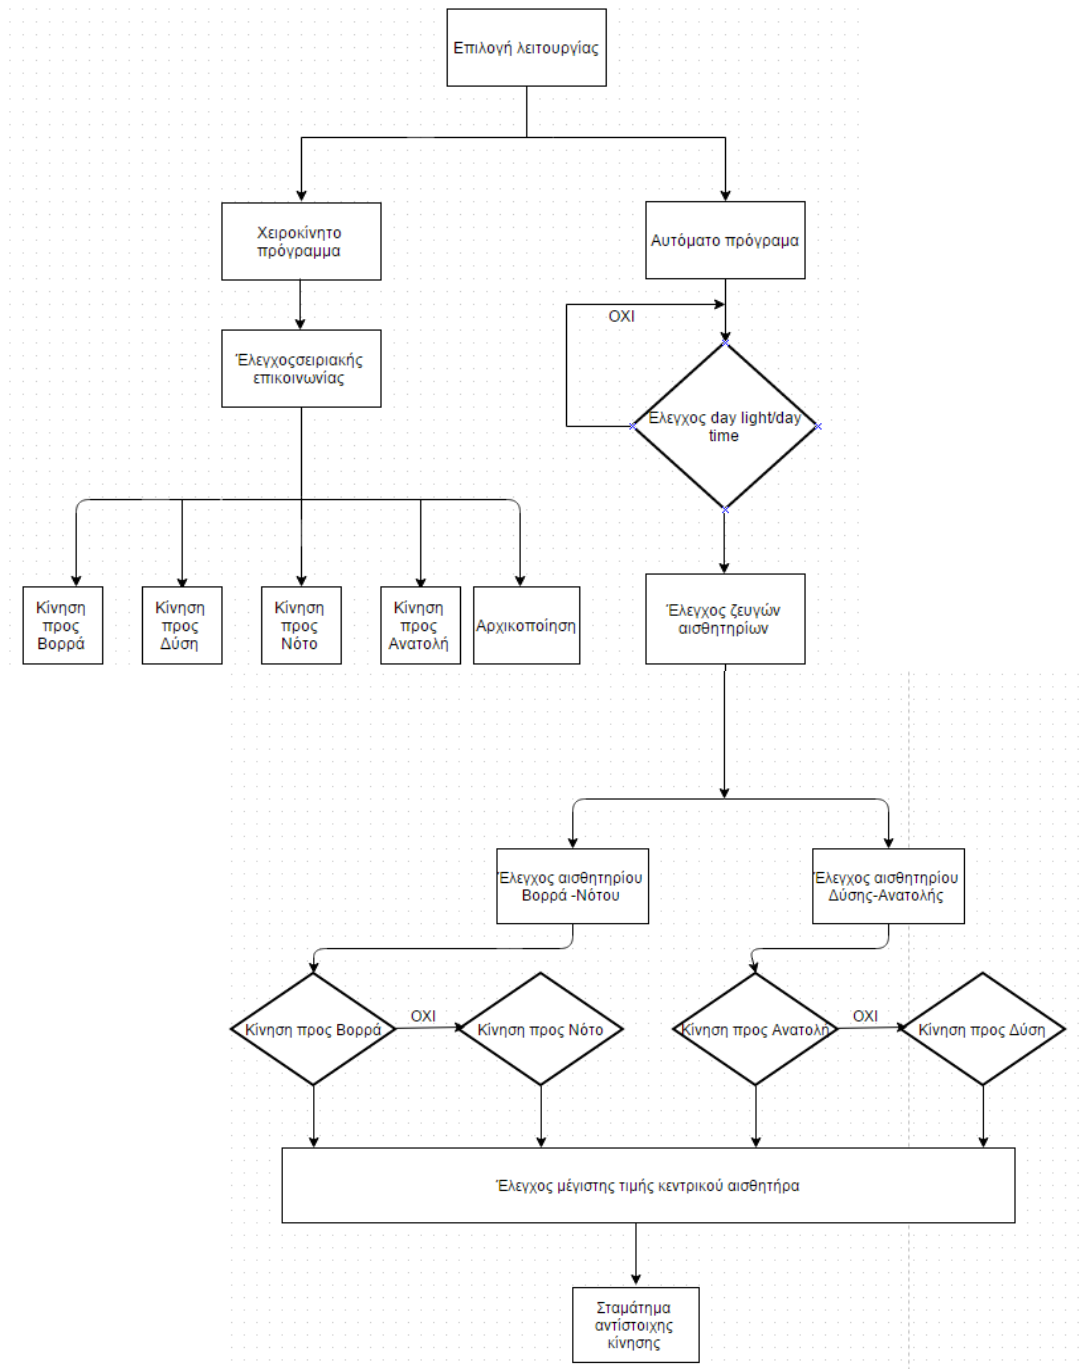 Επιλογή λειτουργίας
Χειροκίνητο
πρόγραμμα
Αυτόματο πρόγραμα
ΟΧΙ
Έλεγχοςσειριακής
επικοινωνίας
Έλεγχος day light/day
time
Κίνηση
προς
Βορρά
Κίνηση
προς
Δύση
Κίνηση
προς
Νότο
Κίνηση
προς
Ανατολή
Αρχικοποίηση
Έλεγχος ζευγών
αισθητηρίων
Έλεγχος αισθητηρίου
Βορρά -Νότου
Έλεγχος αισθητηρίου
Δύσης-Ανατολής
Κίνηση προς Βορρά
ΟΧΙ
Κίνηση προς Νότο
Κίνηση προς Ανατολή
ΟΧΙ
Κίνηση προς Δύση
Έλεγχος μέγιστης τιμής κεντρικού αισθητήρα
Σταμάτημα
αντίστοιχης
κίνησης